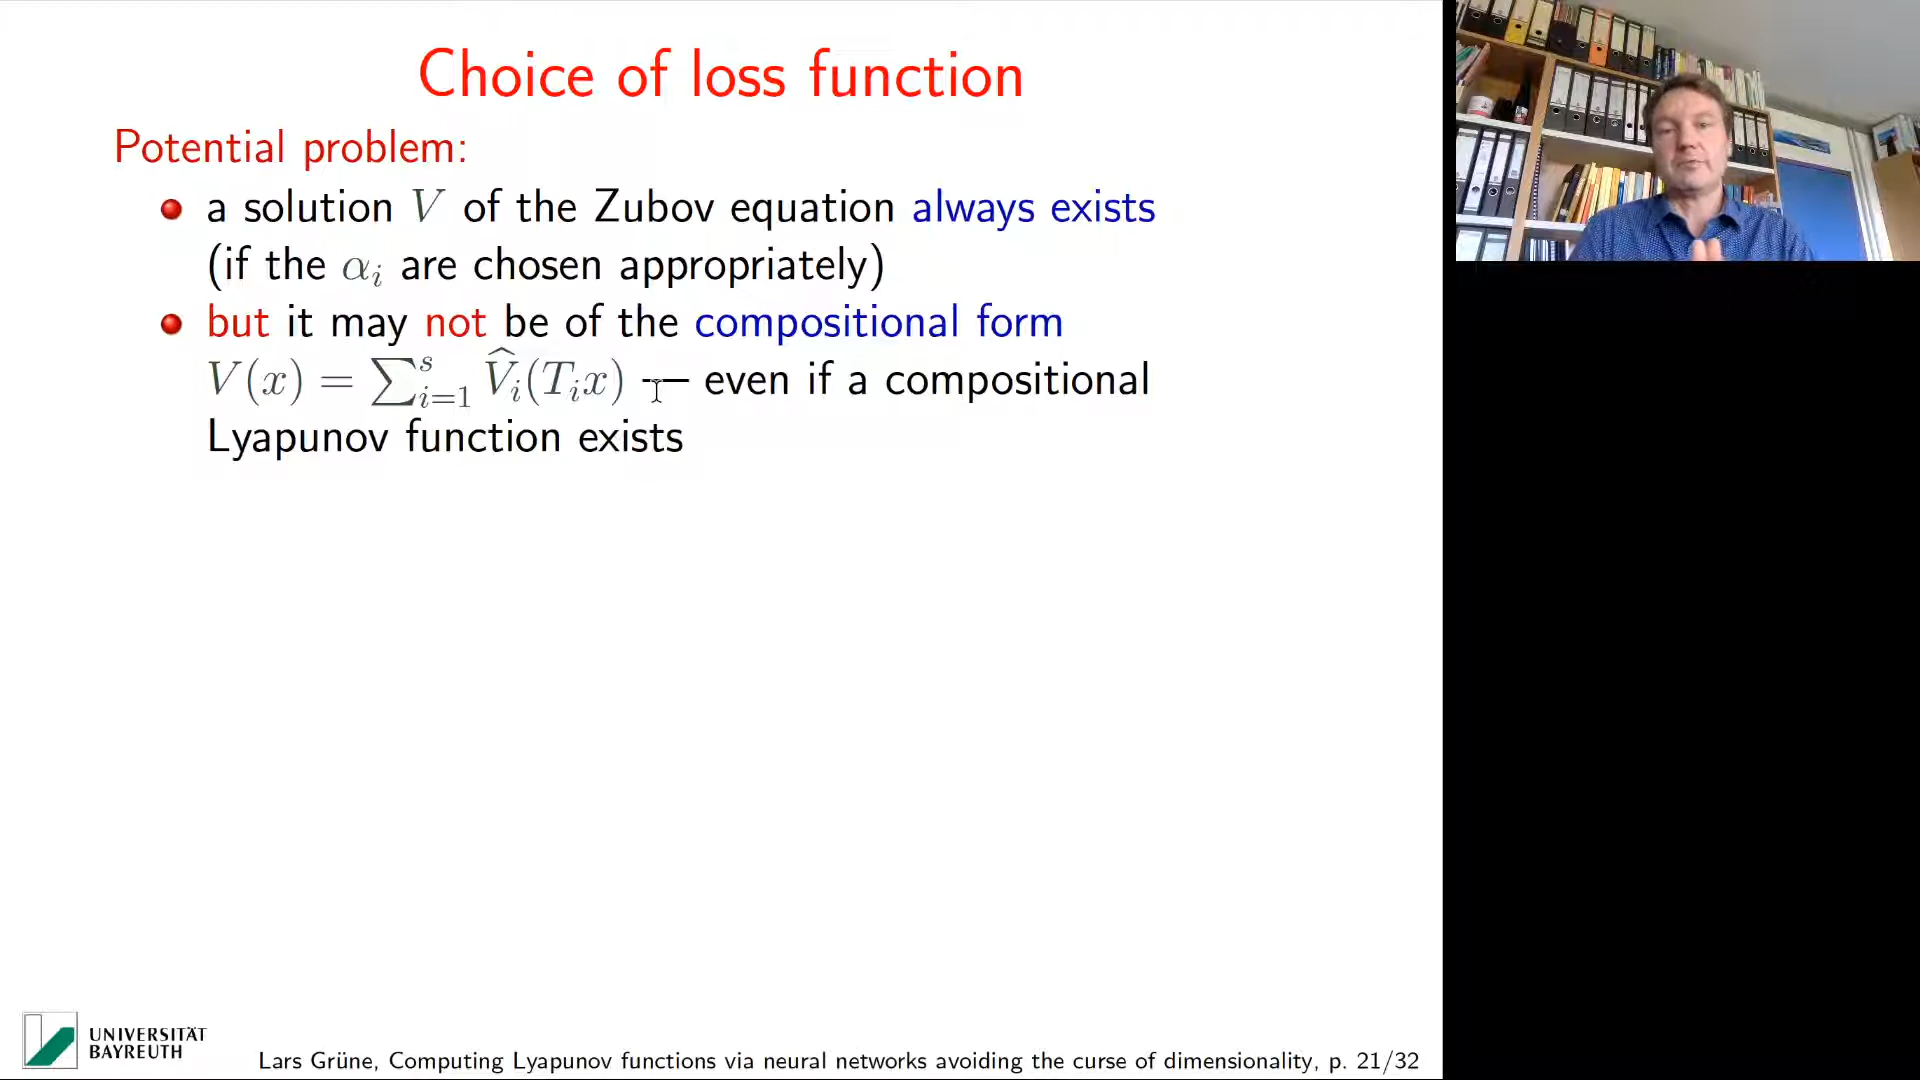 Choice of loss function
Potential problem:
a solution V of the Zubov equation always exists
(if the αᵢ are chosen appropriately)
but it may not be of the compositional form
V(x) = ∑ˢᵢ₌₁ V̂ᵢ(Tᵢx) — even if a compositional
Lyapunov function exists
UNIVERSITÄT
BAYREUTH
Lars Grüne, Computing Lyapunov functions via neural networks avoiding the curse of dimensionality, p. 21/32